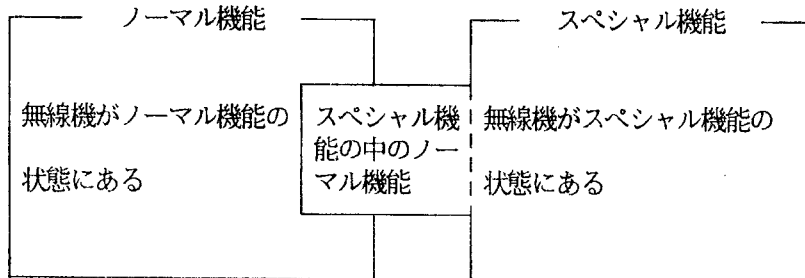 ノーマル機能
スペシャル機能
無線機がノーマル機能の
状態にある
スペシャル機
能の中のノー
マル機能
無線機がスペシャル機能の
状態にある